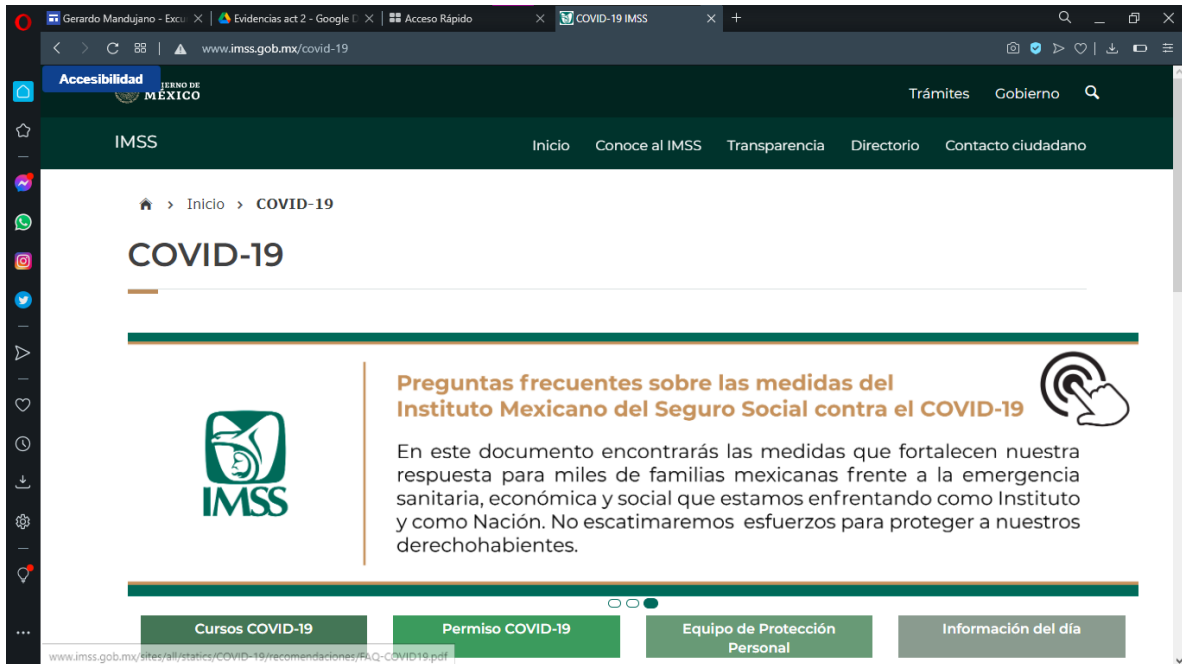 Gerardo Mandujano - Excu
Evidencias act 2 - Google D
Acceso Rápido
COVID-19 IMSS
www.imss.gob.mx/covid-19
Accesibilidad
MÉXICO
Trámites
Gobierno
IMSS
Inicio
Conoce al IMSS
Transparencia
Directorio
Contacto ciudadano
Inicio > COVID-19
COVID-19
Preguntas frecuentes sobre las medidas del
Instituto Mexicano del Seguro Social contra el COVID-19
IMSS
En este documento encontrarás las medidas que fortalecen nuestra
respuesta para miles de familias mexicanas frente a la emergencia
sanitaria, económica y social que estamos enfrentando como Instituto
y como Nación. No escatimaremos esfuerzos para proteger a nuestros
derechohabientes.
Cursos COVID-19
Permiso COVID-19
Equipo de Protección
Personal
Información del día
www.imss.gob.mx/sites/all/statics/COVID-19/recomendaciones/FAQ-COVID19.pdf